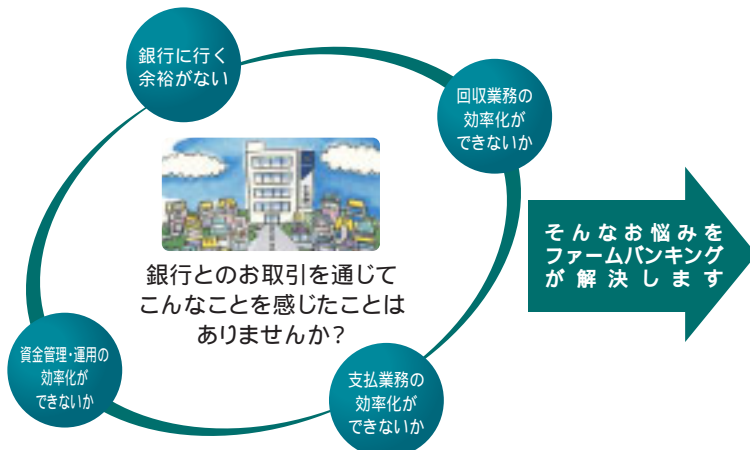 銀行に行く
余裕がない
回収業務の
効率化が
できないか
銀行とのお取引を通じて
こんなことを感じたことは
ありませんか？
そんなお悩みを
ファームバンキング
が解決します
資金管理・運用の
効率化が
できないか
支払業務の
効率化が
できないか